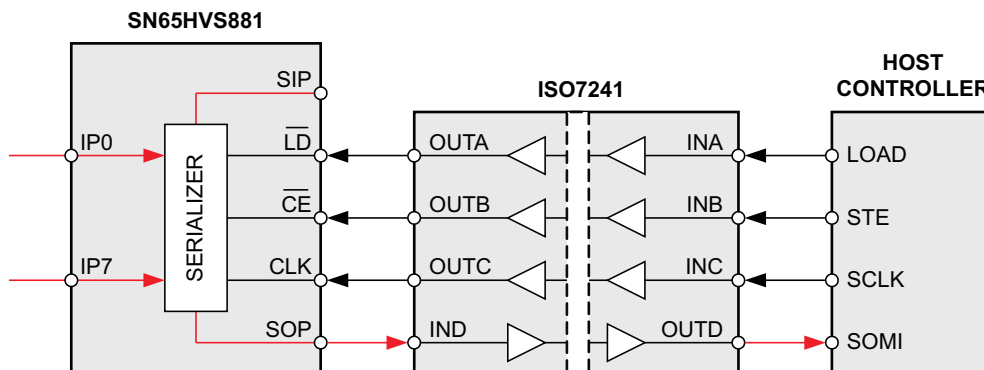 SN65HVS881
HOST
CONTROLLER
ISO7241
SIP
IP0
LD
OUTA
INA
LOAD
CE
OUTB
INB
STE
SERIALIZER
IP7
CLK
OUTC
INC
SCLK
SOP
IND
OUTD
SOMI